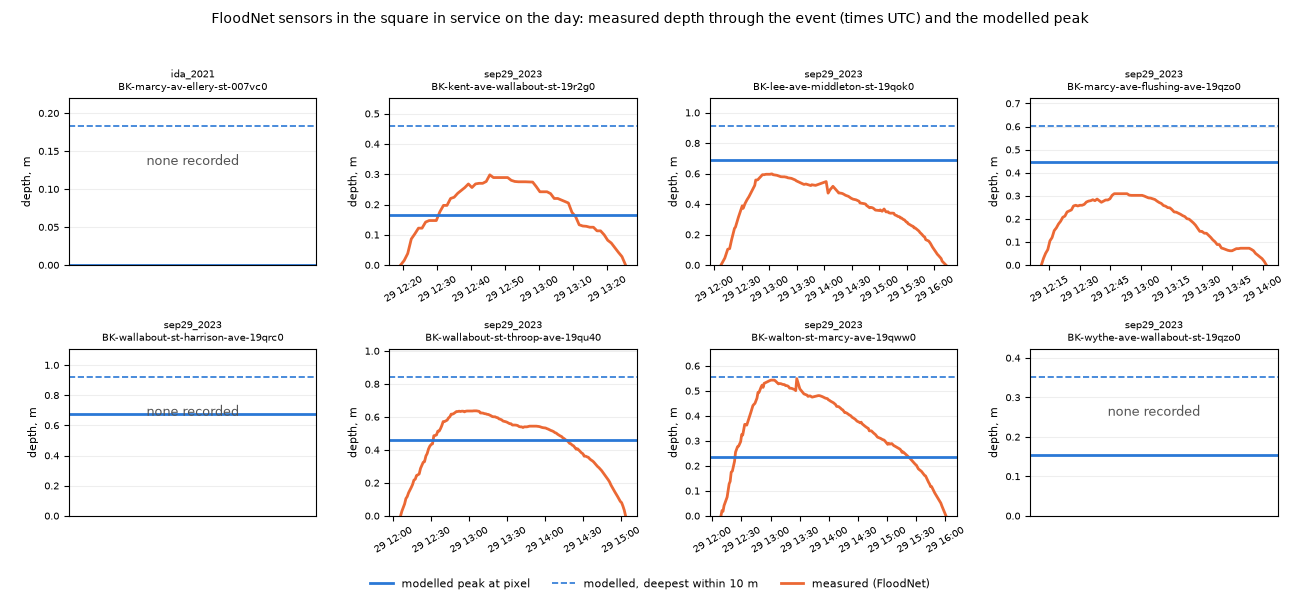 FloodNet sensors in the square in service on the day: measured depth through the event (times UTC) and the modelled peak
ida_2021
BK-marcy-av-ellery-st-007vc0
depth, m
0.20
0.15
0.10
0.05
0.00
none recorded
sep29_2023
BK-kent-ave-wallabout-st-19r2g0
0.5
0.4
0.3
0.2
0.1
0.0
29 12:20
29 12:30
29 12:40
29 12:50
29 13:00
29 13:10
29 13:20
sep29_2023
BK-lee-ave-middleton-st-19qok0
depth, m
1.0
0.8
0.6
0.4
0.2
0.0
29 12:00
29 12:30
29 13:00
29 13:30
29 14:00
29 14:30
29 15:00
29 15:30
29 16:00
sep29_2023
BK-marcy-ave-flushing-ave-19qzo0
depth, m
0.7
0.6
0.5
0.4
0.3
0.2
0.1
0.0
29 12:15
29 12:30
29 12:45
29 13:00
29 13:15
29 13:30
29 13:45
29 14:00
sep29_2023
BK-wallabout-st-harrison-ave-19qrc0
depth, m
1.0
0.8
0.6
0.4
0.2
0.0
none recorded
sep29_2023
BK-wallabout-st-throop-ave-19qu40
depth, m
1.0
0.8
0.6
0.4
0.2
0.0
29 12:00
29 12:30
29 13:00
29 13:30
29 14:00
29 14:30
29 15:00
sep29_2023
BK-walton-st-marcy-ave-19qww0
depth, m
0.6
0.5
0.4
0.3
0.2
0.1
0.0
29 12:00
29 12:30
29 13:00
29 13:30
29 14:00
29 14:30
29 15:00
29 15:30
29 16:00
sep29_2023
BK-wythe-ave-wallabout-st-19qzo0
depth, m
0.4
0.3
0.2
0.1
0.0
none recorded
modelled peak at pixel
modelled, deepest within 10 m
measured (FloodNet)